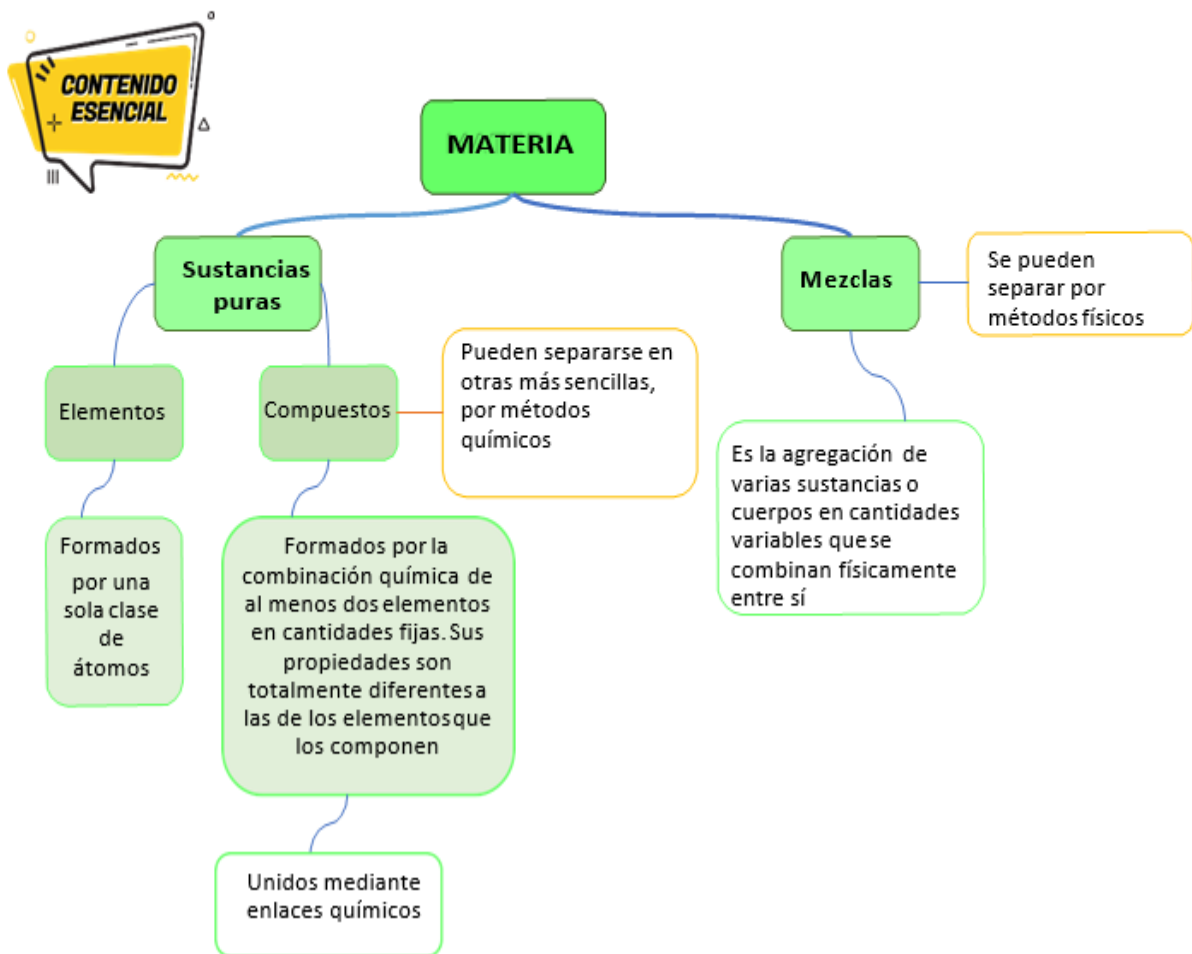 CONTENIDO
ESENCIAL
MATERIA
Sustancias
puras
Mezclas
Se pueden
separar por
métodos físicos
Elementos
Compuestos
Pueden separarse en
otras más sencillas,
por métodos
químicos
Es la agregación de
varias sustancias o
cuerpos en cantidades
variables que se
combinan físicamente
entre sí
Formados
por una
sola clase
de
átomos
Formados por la
combinación química de
al menos dos elementos
en cantidades fijas. Sus
propiedades son
totalmente diferentes a
las de los elementos que
los componen
Unidos mediante
enlaces químicos